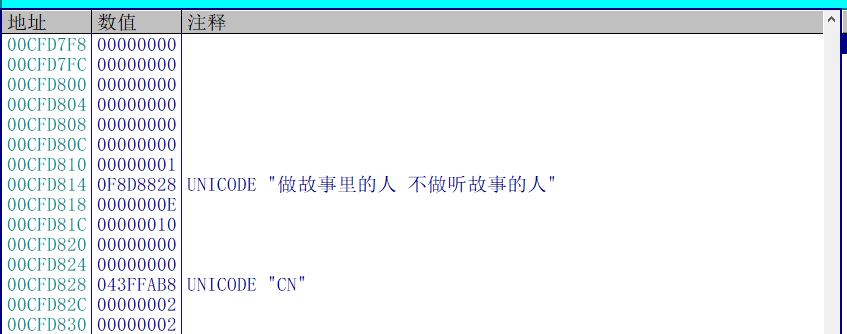 地址 数值 注释
00CFD7F8 00000000
00CFD7FC 00000000
00CFD800 00000000
00CFD804 00000000
00CFD808 00000000
00CFD80C 00000000
00CFD810 00000001
00CFD814 0F8D8828 UNICODE "做故事里的人 不做听故事的人"
00CFD818 0000000E
00CFD81C 00000010
00CFD820 00000000
00CFD824 00000000
00CFD828 043FFAB8 UNICODE "CN"
00CFD82C 00000002
00CFD830 00000002